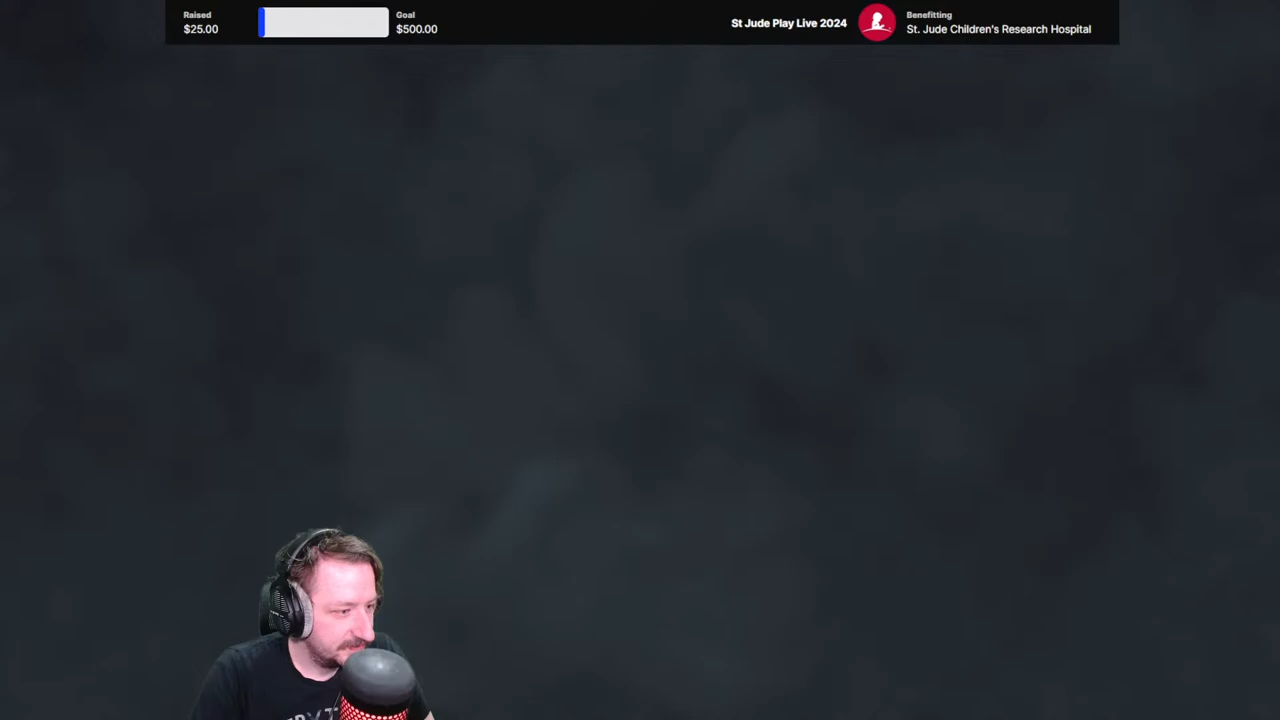 Raised
$25.00
Goal
$500.00
St Jude Play Live 2024
Benefitting
St. Jude Children's Research Hospital